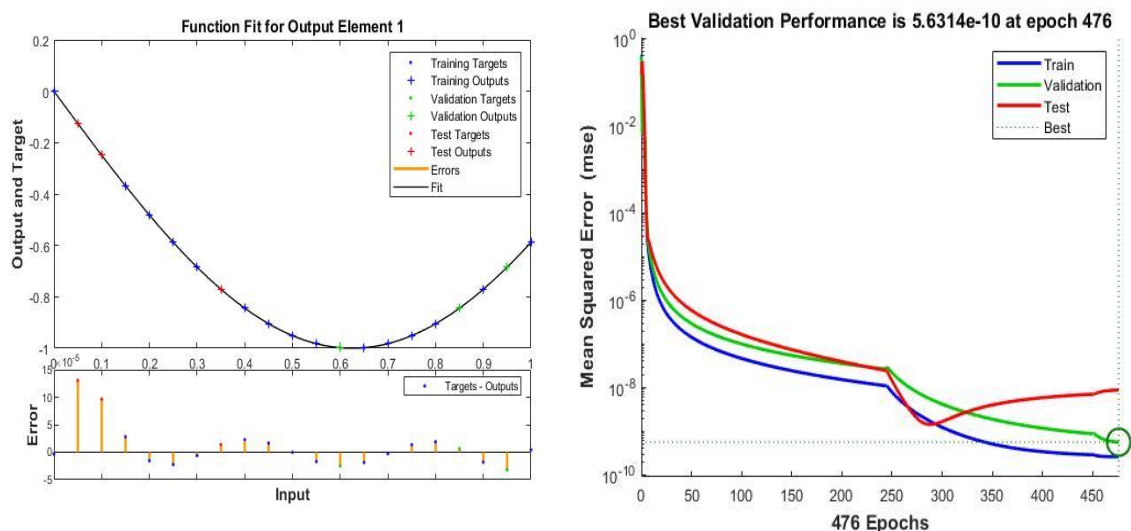 Function Fit for Output Element 1
0.2
0
-0.2
-0.4
-0.6
-0.8
-1
Output and Target
Training Targets
Training Outputs
Validation Targets
Validation Outputs
Test Targets
Test Outputs
Errors
Fit
0 0.1 0.2 0.3 0.4 0.5 0.6 0.7 0.8 0.9 1
×10⁻⁵
15
10
5
0
-5
Error
Targets - Outputs
Input
Best Validation Performance is 5.6314e-10 at epoch 476
10⁰
10⁻²
10⁻⁴
10⁻⁶
10⁻⁸
10⁻¹⁰
Mean Squared Error (mse)
Train
Validation
Test
Best
0 50 100 150 200 250 300 350 400 450
476 Epochs